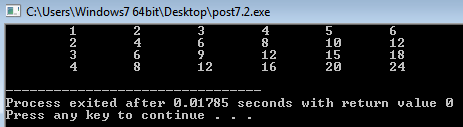 C:\Users\Windows7 64bit\Desktop\post7.2.exe
1 2 3 4 5 6
2 4 6 8 10 12
3 6 9 12 15 18
4 8 12 16 20 24
--------------------------------
Process exited after 0.01785 seconds with return value 0
Press any key to continue . . .